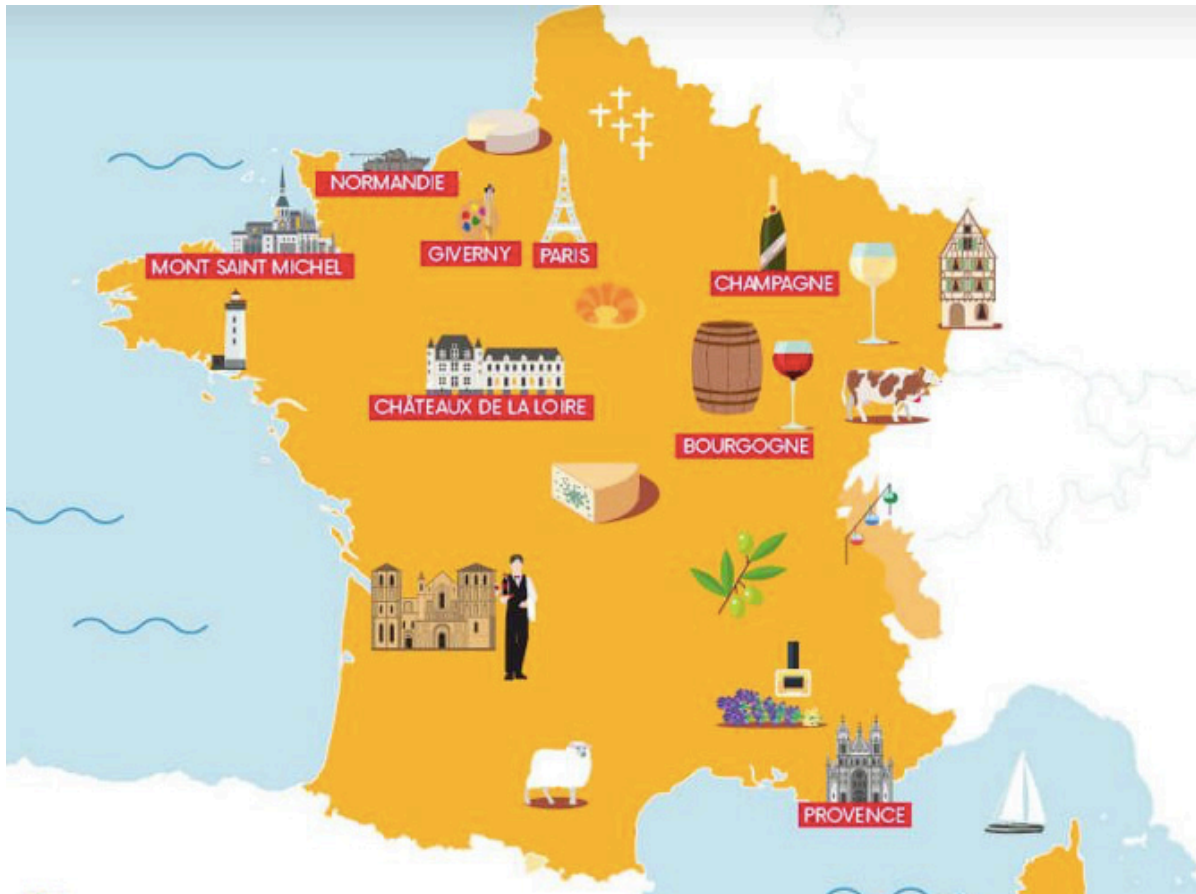 NORMANDIE
GIVERNY
PARIS
MONT SAINT MICHEL
CHAMPAGNE
CHÂTEAUX DE LA LOIRE
BOURGOGNE
PROVENCE